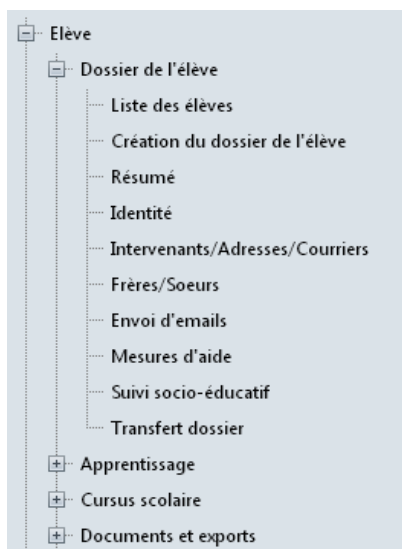 Elève
Dossier de l'élève
Liste des élèves
Création du dossier de l'élève
Résumé
Identité
Intervenants/Adresses/Courriers
Frères/Soeurs
Envoi d'emails
Mesures d'aide
Suivi socio-éducatif
Transfert dossier
Apprentissage
Cursus scolaire
Documents et exports